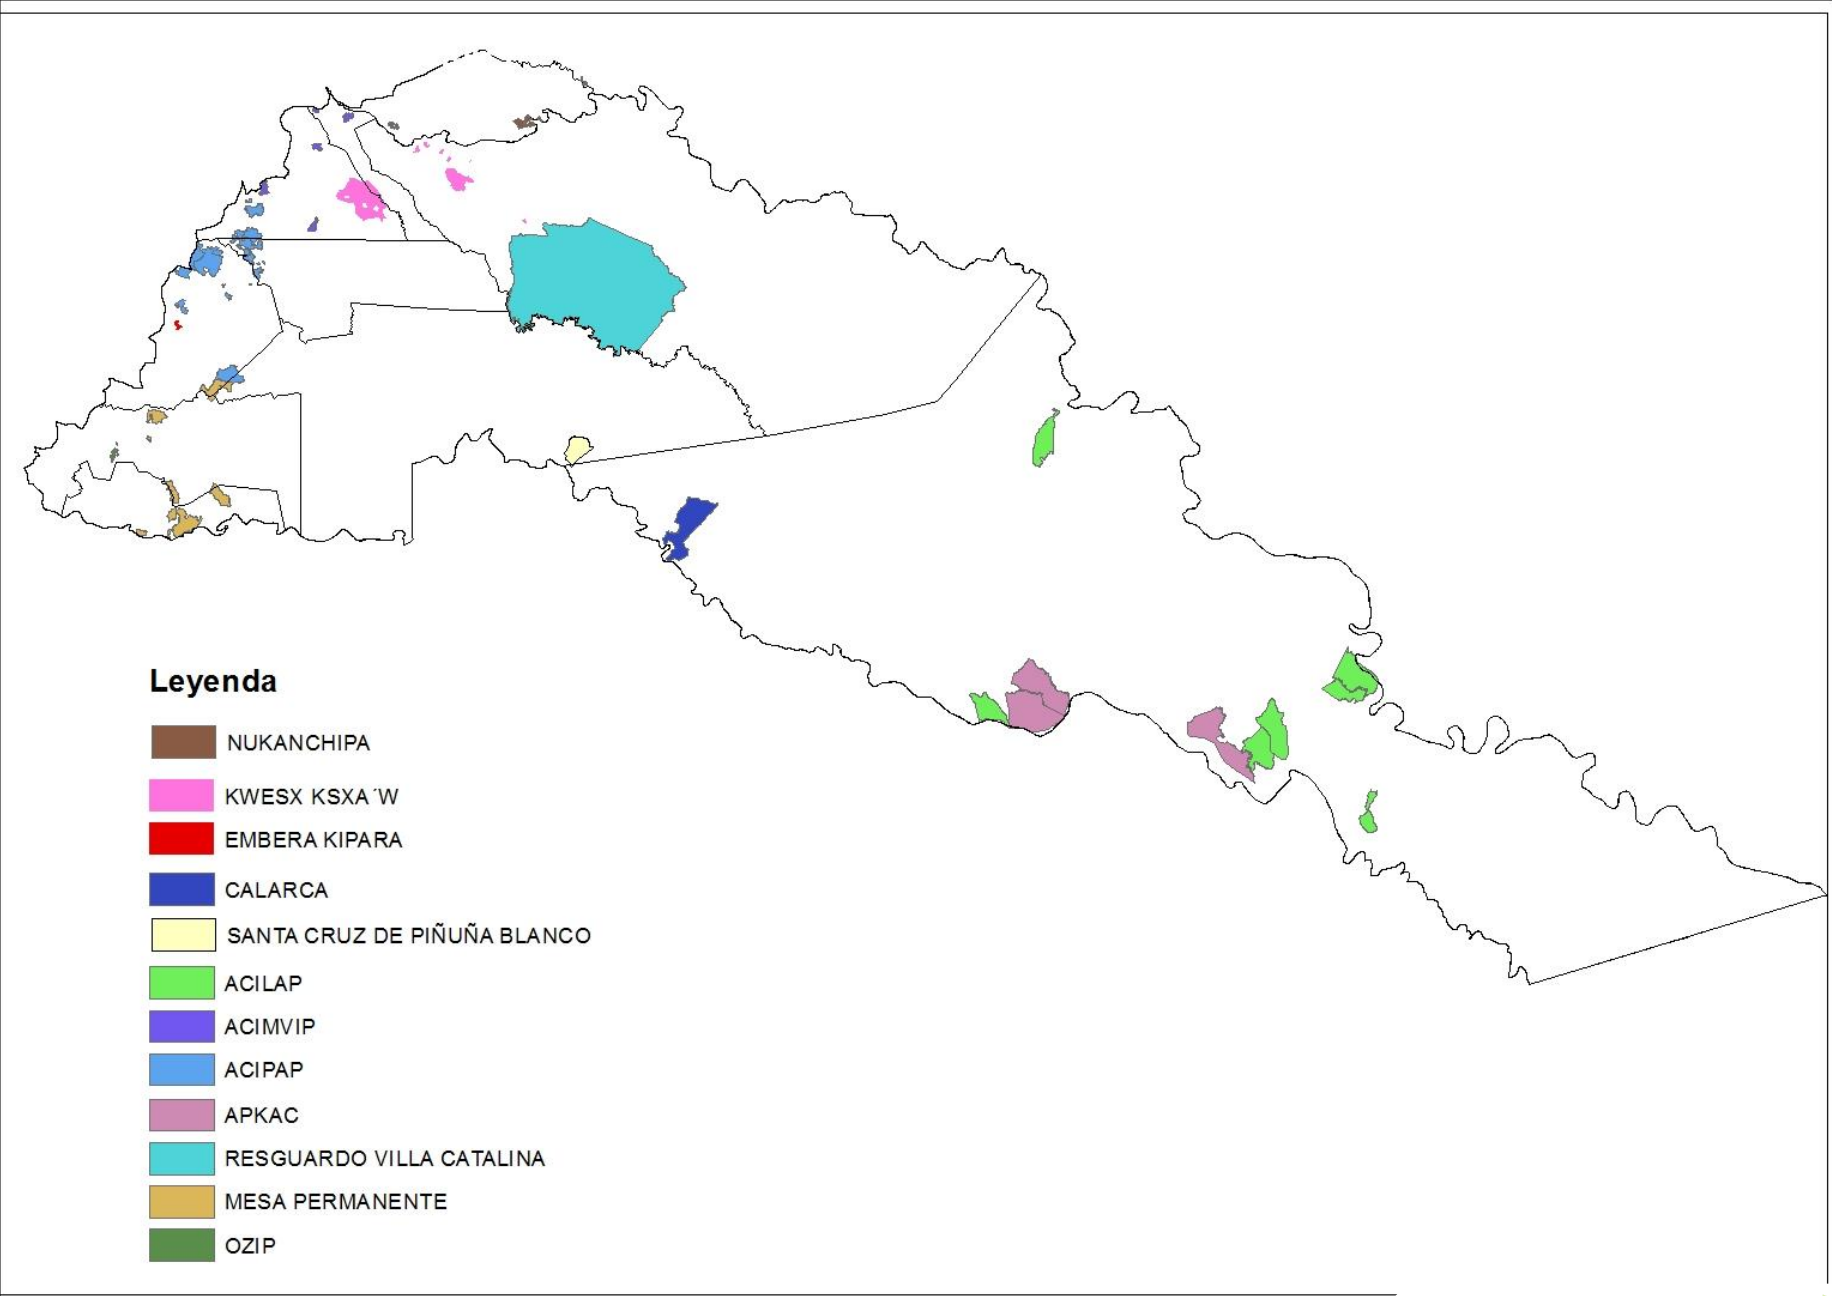 Leyenda
NUKANCHIPA
KWESX KSXA´W
EMBERA KIPARA
CALARCA
SANTA CRUZ DE PIÑUÑA BLANCO
ACILAP
ACIMVIP
ACIPAP
APKAC
RESGUARDO VILLA CATALINA
MESA PERMANENTE
OZIP